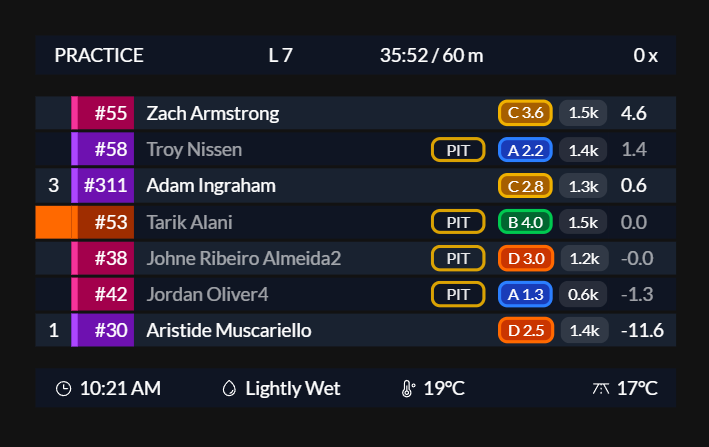 PRACTICE L 7 35:52 / 60 m 0 x
#55 Zach Armstrong C 3.6 1.5k 4.6
#58 Troy Nissen PIT A 2.2 1.4k 1.4
3 #311 Adam Ingraham C 2.8 1.3k 0.6
#53 Tarik Alani PIT B 4.0 1.5k 0.0
#38 Johne Ribeiro Almeida2 PIT D 3.0 1.2k -0.0
#42 Jordan Oliver4 PIT A 1.3 0.6k -1.3
1 #30 Aristide Muscariello D 2.5 1.4k -11.6
10:21 AM Lightly Wet 19°C 17°C